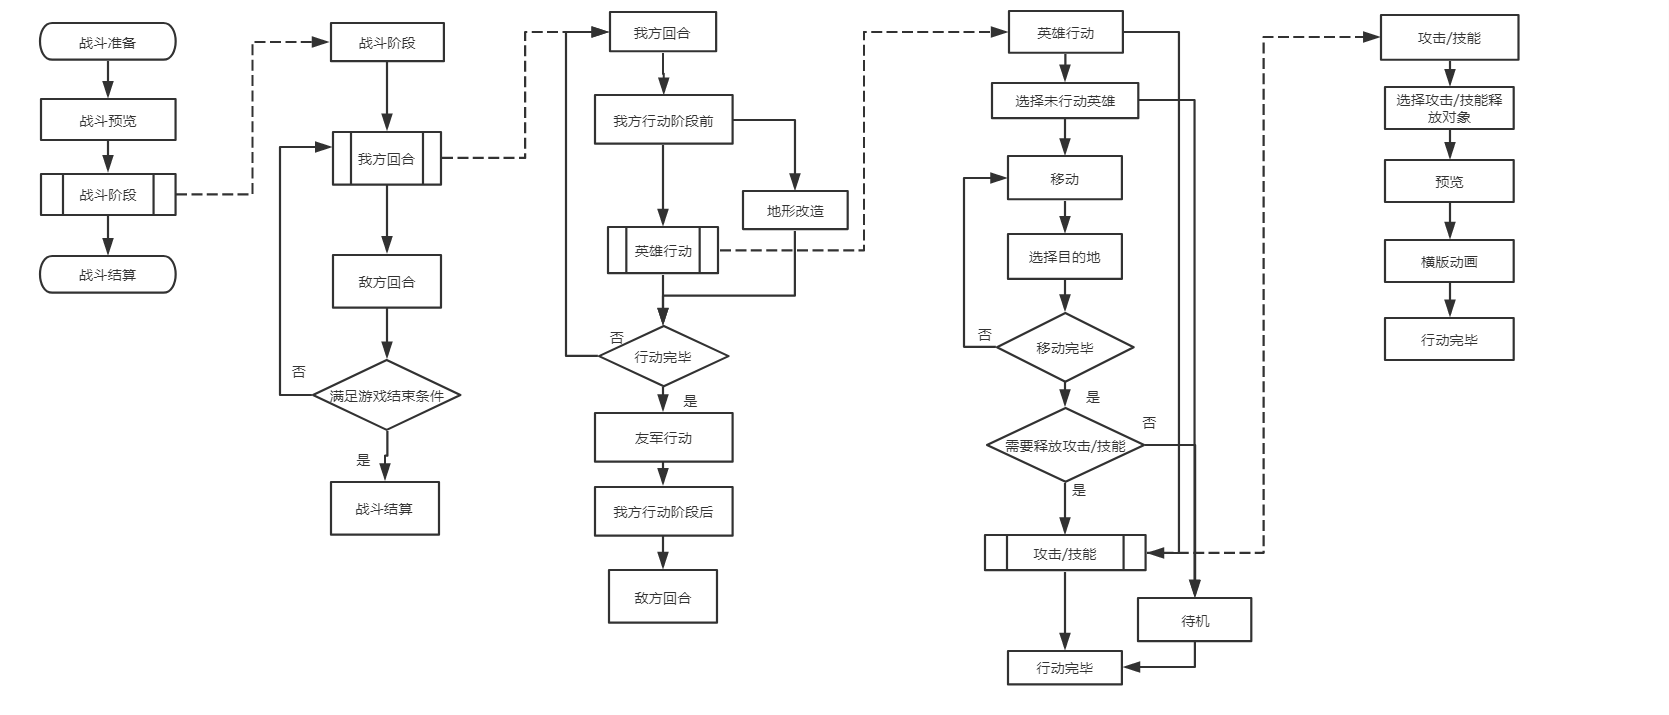 战斗准备
战斗预览
战斗阶段
战斗结算
战斗阶段
我方回合
敌方回合
否
满足游戏结束条件
是
战斗结算
我方回合
我方行动阶段前
地形改造
英雄行动
否
行动完毕
是
友军行动
我方行动阶段后
敌方回合
英雄行动
选择未行动英雄
移动
选择目的地
否
移动完毕
是
否
需要释放攻击/技能
是
攻击/技能
待机
行动完毕
攻击/技能
选择攻击/技能释
放对象
预览
横版动画
行动完毕